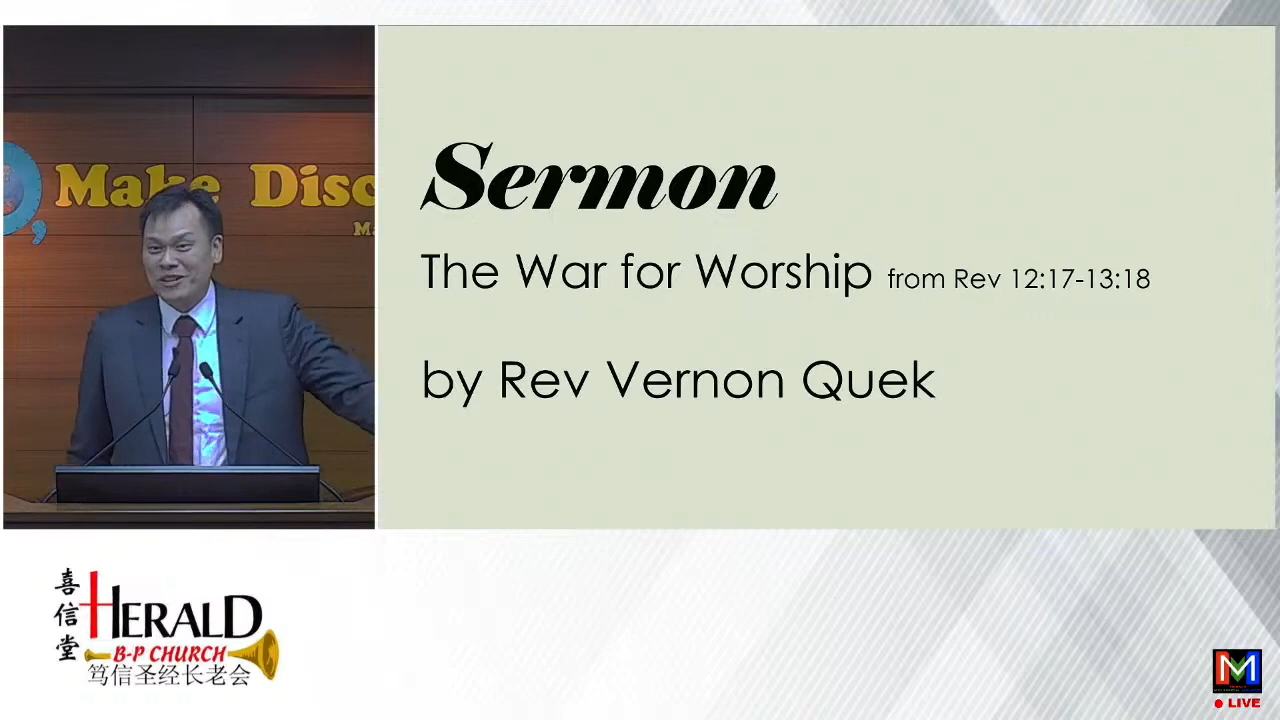 Make Disc
Ma
Sermon
The War for Worship from Rev 12:17-13:18
by Rev Vernon Quek
喜信堂
HERALD
B-P CHURCH
笃信圣经长老会
M
LIVE